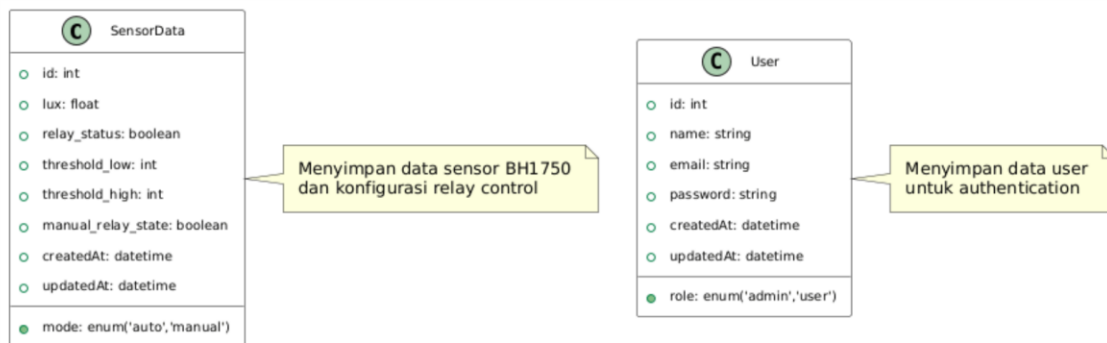 C SensorData
id: int
lux: float
relay_status: boolean
threshold_low: int
threshold_high: int
manual_relay_state: boolean
createdAt: datetime
updatedAt: datetime
mode: enum('auto','manual')
Menyimpan data sensor BH1750
dan konfigurasi relay control
C User
id: int
name: string
email: string
password: string
createdAt: datetime
updatedAt: datetime
role: enum('admin','user')
Menyimpan data user
untuk authentication